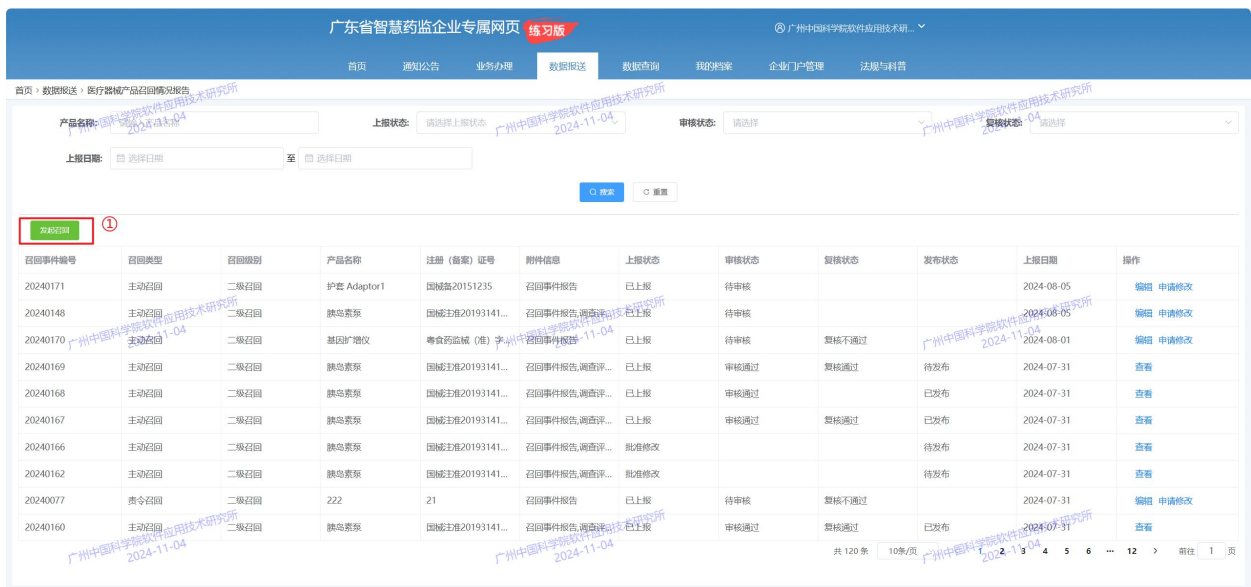 广东省智慧药监企业专属网页 练习版
广州中国科学院软件应用技术研...
首页 通知公告 业务办理 数据报送 数据查询 我的档案 企业门户管理 法规与科普
首页 › 数据报送 › 医疗器械产品召回情况报告
产品名称: 请输入产品名称 上报状态: 请选择上报状态 审核状态: 请选择 复核状态: 请选择
上报日期: 选择日期 至 选择日期
搜索 重置
发起召回 ①
召回事件编号 召回类型 召回级别 产品名称 注册（备案）证号 附件信息 上报状态 审核状态 复核状态 发布状态 上报日期 操作
20240171 主动召回 二级召回 护套 Adaptor1 国械备20151235 召回事件报告 已上报 待审核 2024-08-05 编辑 申请修改
20240148 主动召回 二级召回 胰岛素泵 国械注准20193141... 召回事件报告,调查评... 已上报 待审核 2024-08-05 编辑 申请修改
20240170 主动召回 二级召回 基因扩增仪 粤食药监械（准）字... 召回事件报告 已上报 待审核 复核不通过 2024-08-01 编辑 申请修改
20240169 主动召回 二级召回 胰岛素泵 国械注准20193141... 召回事件报告,调查评... 已上报 审核通过 复核通过 待发布 2024-07-31 查看
20240168 主动召回 二级召回 胰岛素泵 国械注准20193141... 召回事件报告,调查评... 已上报 审核通过 已发布 2024-07-31 查看
20240167 主动召回 二级召回 胰岛素泵 国械注准20193141... 召回事件报告,调查评... 已上报 审核通过 复核通过 已发布 2024-07-31 查看
20240166 主动召回 二级召回 胰岛素泵 国械注准20193141... 召回事件报告,调查评... 批准修改 待发布 2024-07-31 查看
20240162 主动召回 二级召回 胰岛素泵 国械注准20193141... 召回事件报告,调查评... 批准修改 待发布 2024-07-31 查看
20240077 责令召回 二级召回 222 21 召回事件报告 已上报 待审核 复核不通过 2024-07-31 编辑 申请修改
20240160 主动召回 二级召回 胰岛素泵 国械注准20193141... 召回事件报告,调查评... 已上报 审核通过 复核通过 已发布 2024-07-31 查看
共 120 条 10条/页 1 2 3 4 5 6 ... 12 > 前往 1 页
广州中国科学院软件应用技术研究所
2024-11-04